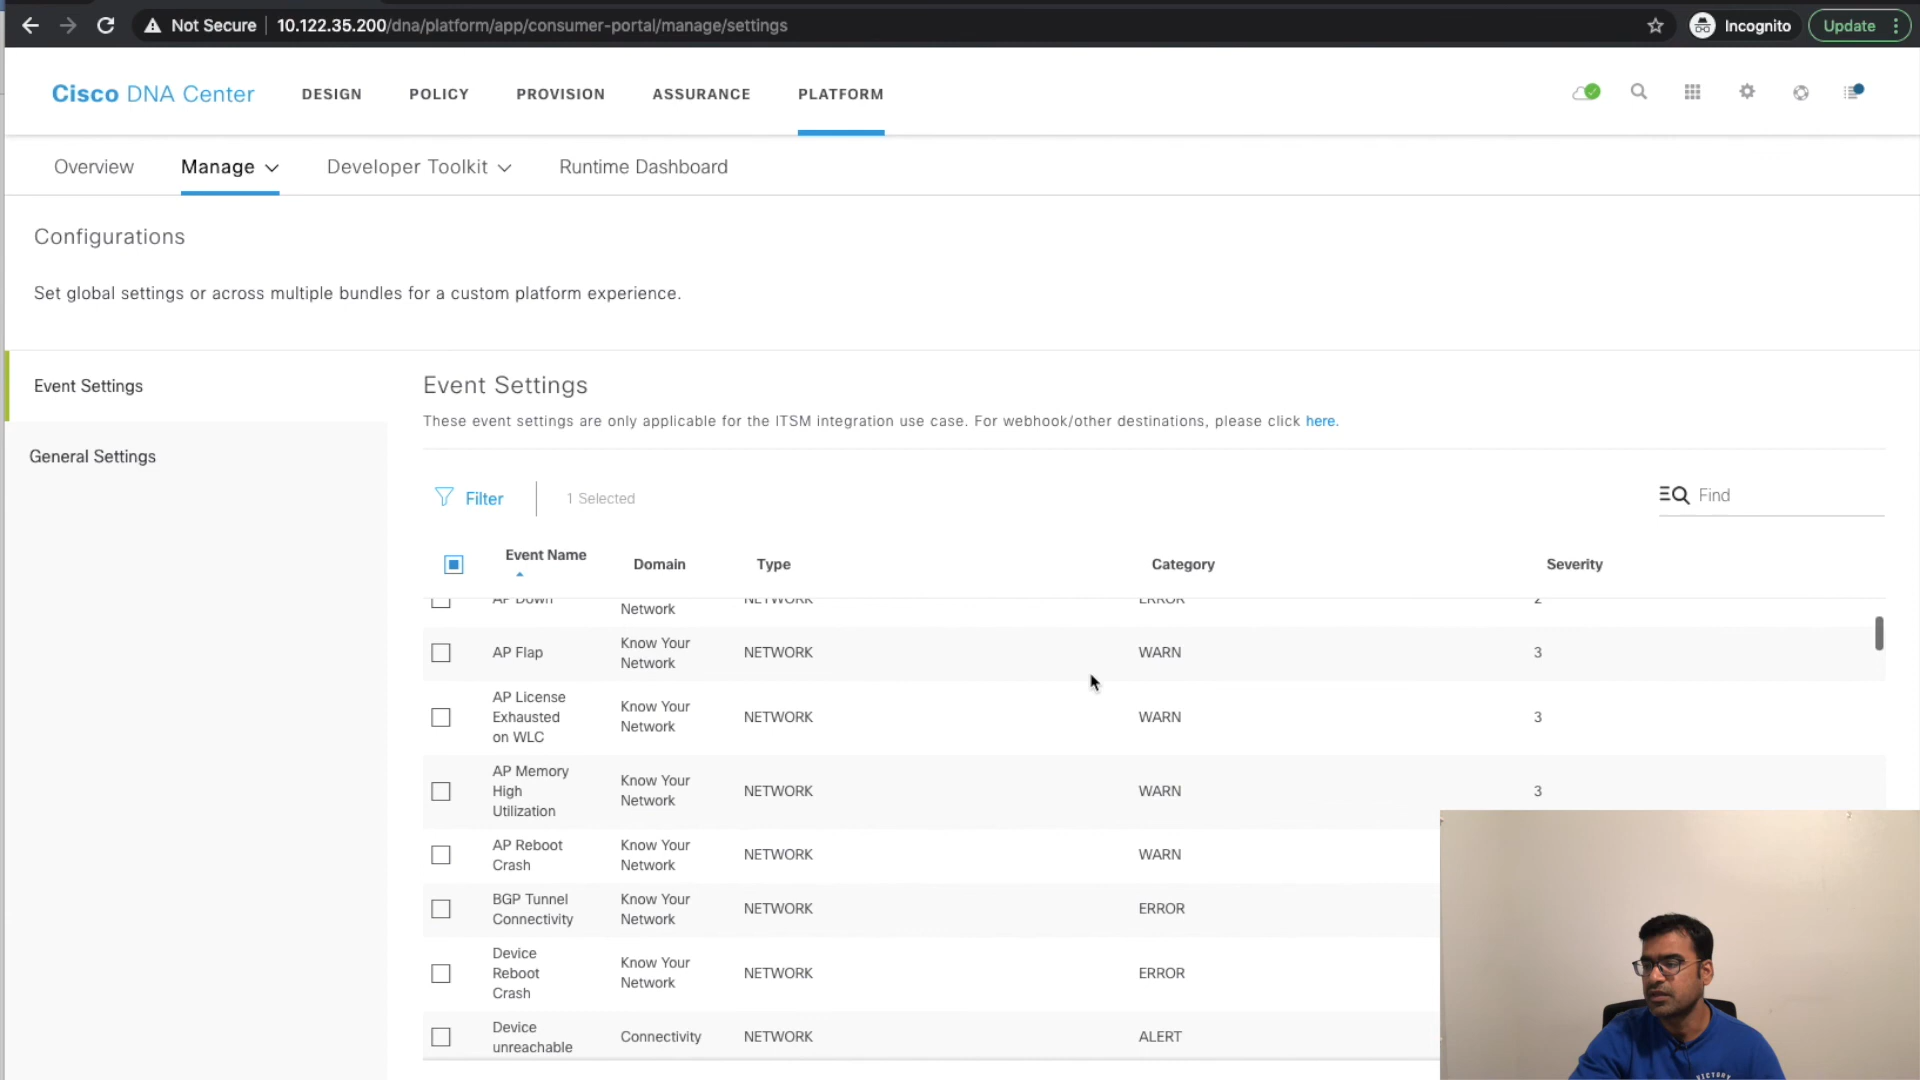 Not Secure 10.122.35.200/dna/platform/app/consumer-portal/manage/settings Incognito Update
Cisco DNA Center DESIGN POLICY PROVISION ASSURANCE PLATFORM
Overview Manage Developer Toolkit Runtime Dashboard
Configurations
Set global settings or across multiple bundles for a custom platform experience.
Event Settings
General Settings
Event Settings
These event settings are only applicable for the ITSM integration use case. For webhook/other destinations, please click here.
Filter 1 Selected Find
Event Name Domain Type Category Severity
AP Down Network NETWORK ERROR 2
AP Flap Know Your Network NETWORK WARN 3
AP License Exhausted on WLC Know Your Network NETWORK WARN 3
AP Memory High Utilization Know Your Network NETWORK WARN 3
AP Reboot Crash Know Your Network NETWORK WARN
BGP Tunnel Connectivity Know Your Network NETWORK ERROR
Device Reboot Crash Know Your Network NETWORK ERROR
Device unreachable Connectivity NETWORK ALERT
VICTORY